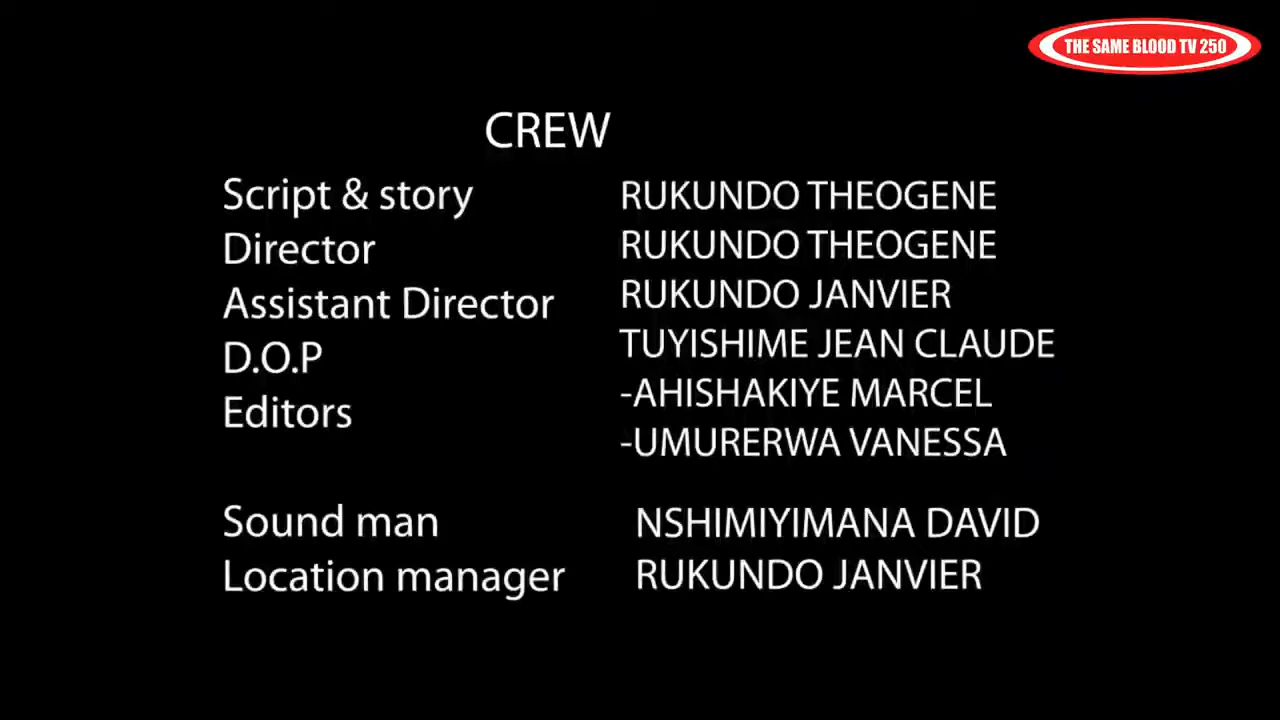 THE SAME BLOOD TV 250
CREW
Script & story RUKUNDO THEOGENE
Director RUKUNDO THEOGENE
Assistant Director RUKUNDO JANVIER
D.O.P TUYISHIME JEAN CLAUDE
Editors -AHISHAKIYE MARCEL
-UMURERWA VANESSA
Sound man NSHIMIYIMANA DAVID
Location manager RUKUNDO JANVIER